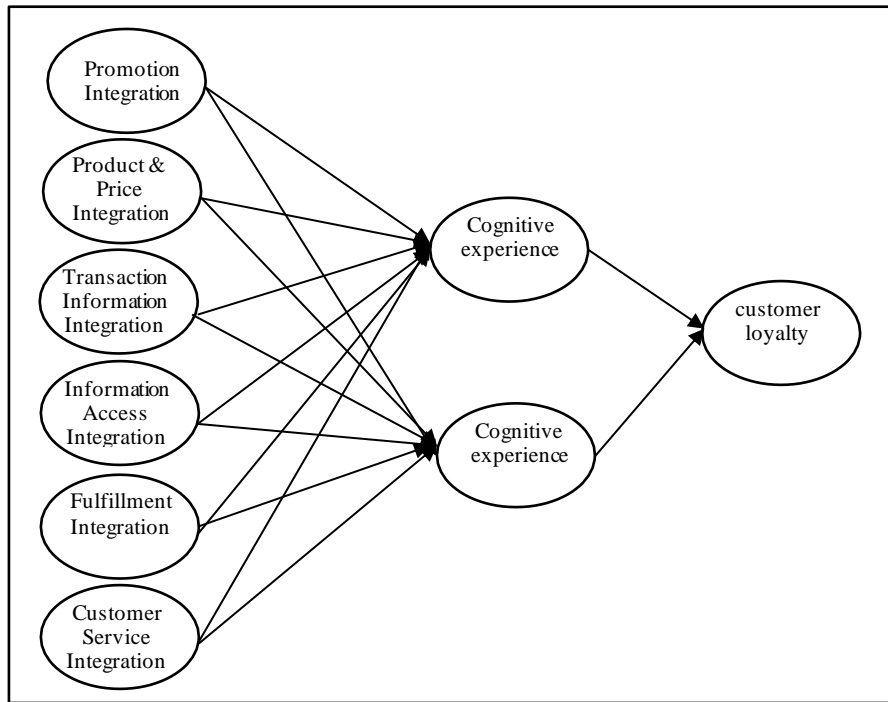 Promotion
Integration
Product &
Price
Integration
Transaction
Information
Integration
Information
Access
Integration
Fulfillment
Integration
Customer
Service
Integration
Cognitive
experience
Cognitive
experience
customer
loyalty